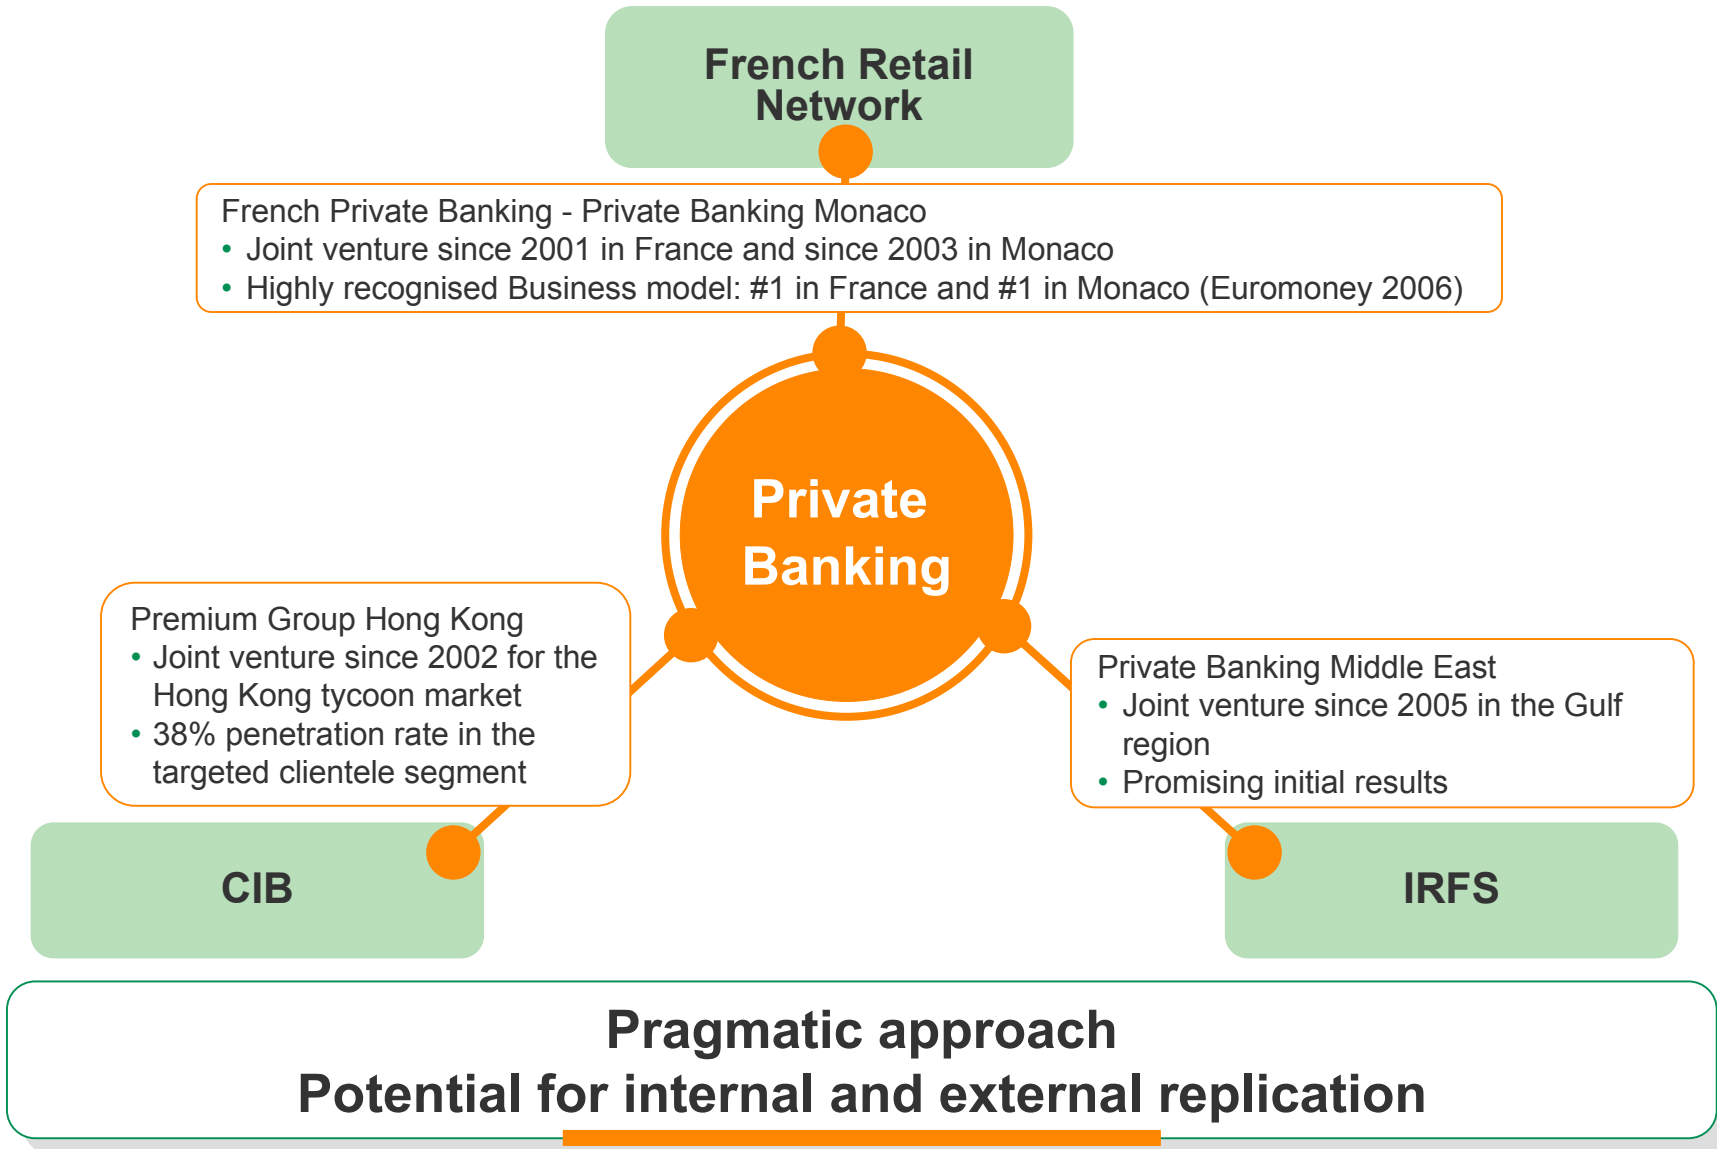 French Retail
Network
French Private Banking - Private Banking Monaco
• Joint venture since 2001 in France and since 2003 in Monaco
• Highly recognised Business model: #1 in France and #1 in Monaco (Euromoney 2006)
Private
Banking
Premium Group Hong Kong
• Joint venture since 2002 for the
Hong Kong tycoon market
• 38% penetration rate in the
targeted clientele segment
Private Banking Middle East
• Joint venture since 2005 in the Gulf
region
• Promising initial results
CIB
IRFS
Pragmatic approach
Potential for internal and external replication